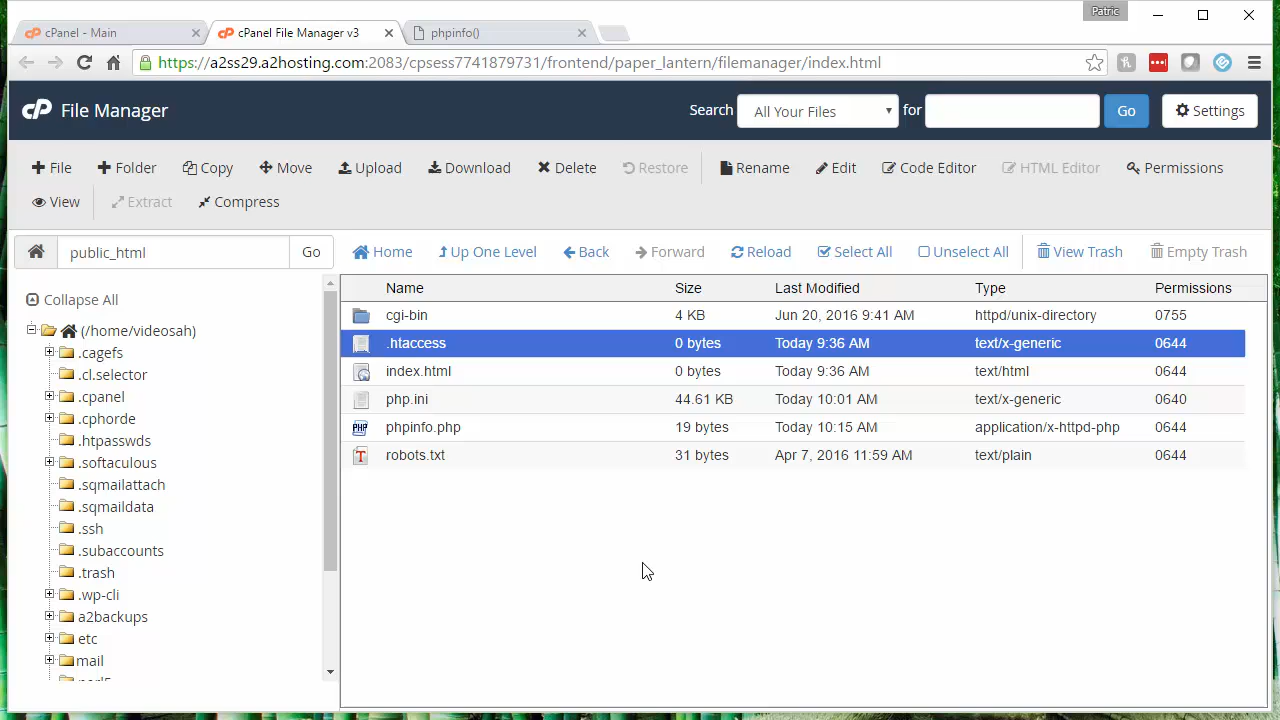 Patric
cPanel - Main
cPanel File Manager v3
phpinfo()
https://a2ss29.a2hosting.com:2083/cpsess7741879731/frontend/paper_lantern/filemanager/index.html
cP File Manager
Search All Your Files for Go Settings
File Folder Copy Move Upload Download Delete Restore Rename Edit Code Editor HTML Editor Permissions
View Extract Compress
public_html Go
Home Up One Level Back Forward Reload Select All Unselect All View Trash Empty Trash
Collapse All
(/home/videosah)
.cagefs
.cl.selector
.cpanel
.cphorde
.htpasswds
.softaculous
.sqmailattach
.sqmaildata
.ssh
.subaccounts
.trash
.wp-cli
a2backups
etc
mail
perl5
Name Size Last Modified Type Permissions
cgi-bin 4 KB Jun 20, 2016 9:41 AM httpd/unix-directory 0755
.htaccess 0 bytes Today 9:36 AM text/x-generic 0644
index.html 0 bytes Today 9:36 AM text/html 0644
php.ini 44.61 KB Today 10:01 AM text/x-generic 0640
phpinfo.php 19 bytes Today 10:15 AM application/x-httpd-php 0644
robots.txt 31 bytes Apr 7, 2016 11:59 AM text/plain 0644